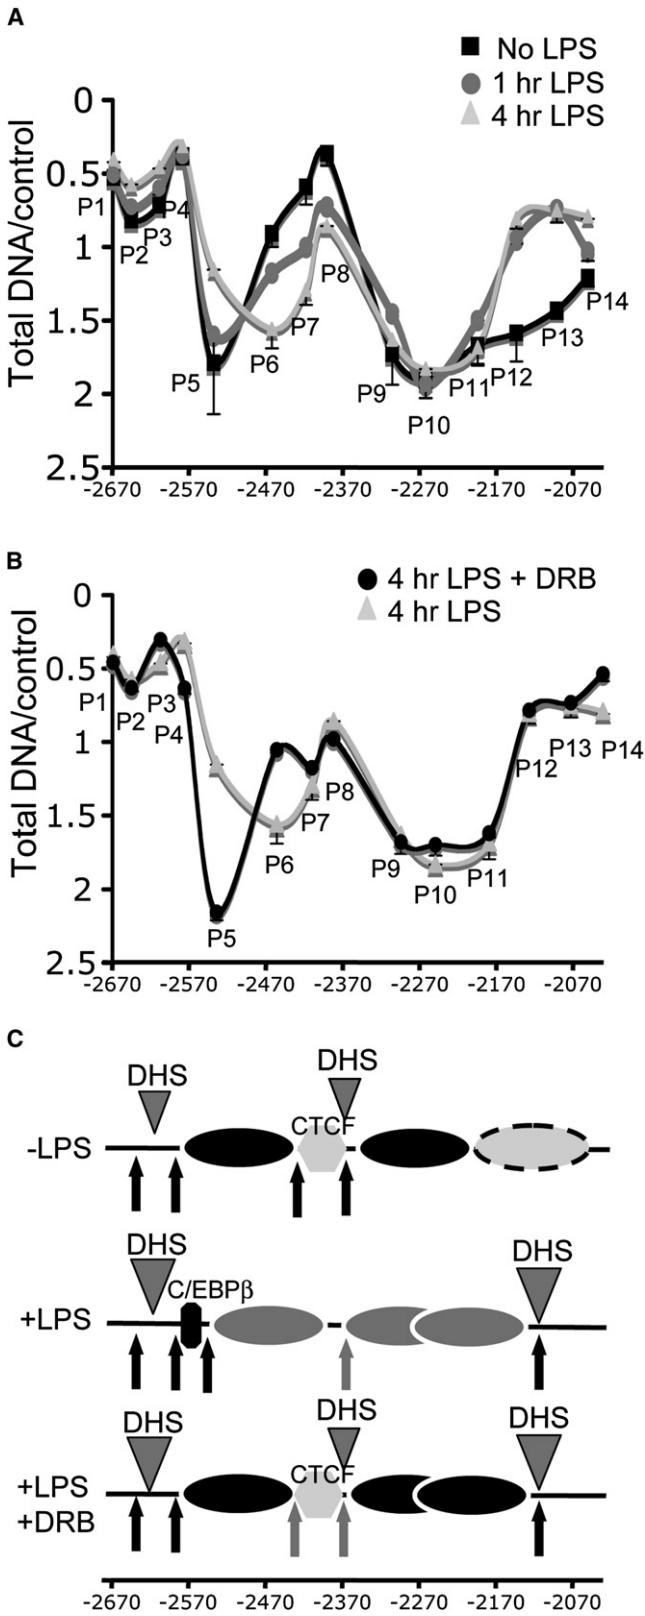 A
No LPS
1 hr LPS
4 hr LPS
Total DNA/control
0
0.5
1
1.5
2
2.5
P1
P2
P3
P4
P5
P6
P7
P8
P9
P10
P11
P12
P13
P14
-2670 -2570 -2470 -2370 -2270 -2170 -2070
B
4 hr LPS + DRB
4 hr LPS
Total DNA/control
0
0.5
1
1.5
2
2.5
P1
P2
P3
P4
P5
P6
P7
P8
P9
P10
P11
P12
P13
P14
-2670 -2570 -2470 -2370 -2270 -2170 -2070
C
DHS DHS
CTCF
-LPS
DHS DHS
C/EBPβ
+LPS
DHS DHS DHS
CTCF
+LPS
+DRB
-2670 -2570 -2470 -2370 -2270 -2170 -2070